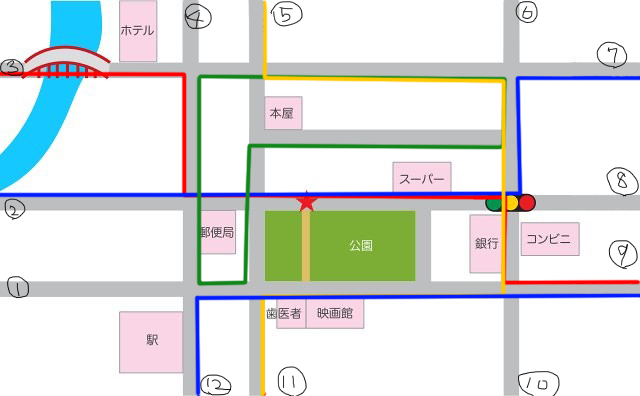 ホテル
④
⑤
⑥
⑦
③
本屋
スーパー
⑧
②
郵便局
公園
銀行
コンビニ
⑨
①
歯医者
映画館
駅
⑫
⑪
⑩